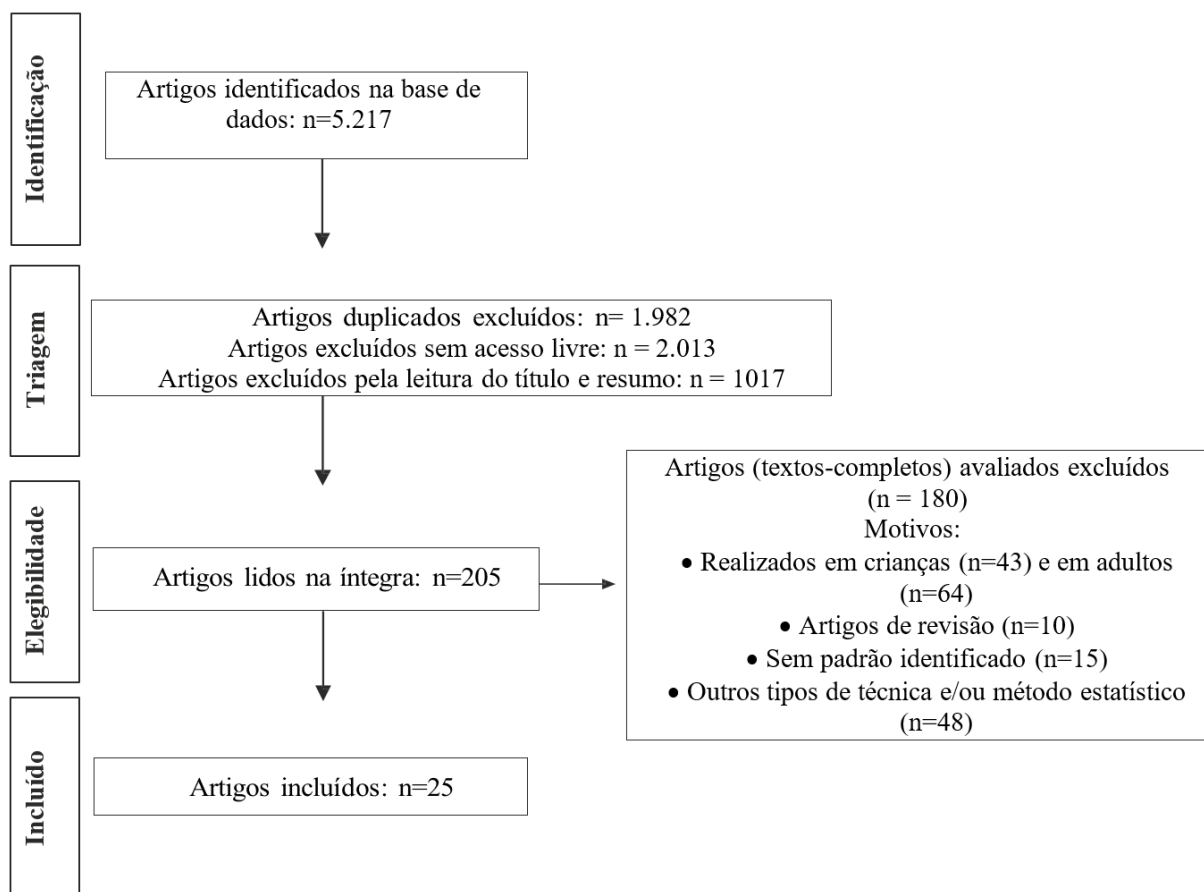 Identificação
Artigos identificados na base de
dados: n=5.217
Triagem
Artigos duplicados excluídos: n= 1.982
Artigos excluídos sem acesso livre: n = 2.013
Artigos excluídos pela leitura do título e resumo: n = 1017
Elegibilidade
Artigos lidos na íntegra: n=205
Artigos (textos-completos) avaliados excluídos
(n = 180)
Motivos:
• Realizados em crianças (n=43) e em adultos
(n=64)
• Artigos de revisão (n=10)
• Sem padrão identificado (n=15)
• Outros tipos de técnica e/ou método estatístico
(n=48)
Incluído
Artigos incluídos: n=25